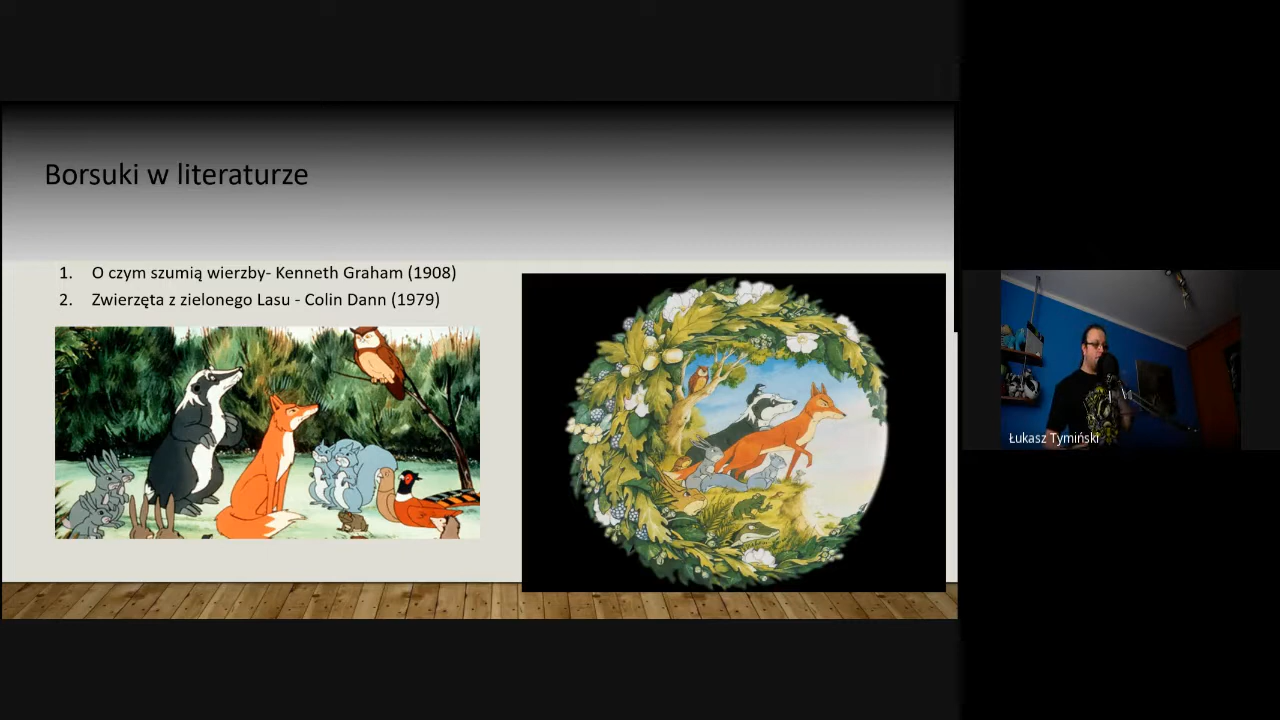 Borsuki w literaturze
1. O czym szumią wierzby- Kenneth Graham (1908)
2. Zwierzęta z zielonego Lasu - Colin Dann (1979)
Łukasz Tymiński